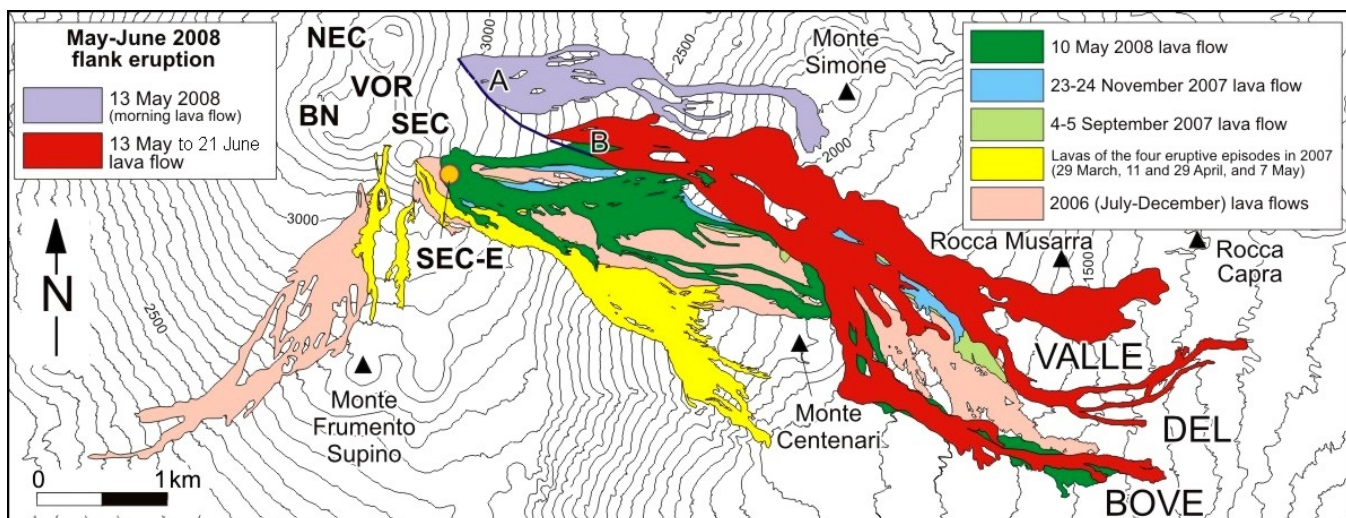 May-June 2008
flank eruption
13 May 2008
(morning lava flow)
13 May to 21 June
lava flow
NEC
VOR
BN
SEC
SEC-E
A
B
3000
2500
2000
3000
2500
1500
Monte
Simone
10 May 2008 lava flow
23-24 November 2007 lava flow
4-5 September 2007 lava flow
Lavas of the four eruptive episodes in 2007
(29 March, 11 and 29 April, and 7 May)
2006 (July-December) lava flows
Rocca Musarra
Rocca
Capra
N
Monte
Frumento
Supino
Monte
Centenari
VALLE
DEL
BOVE
0
1km